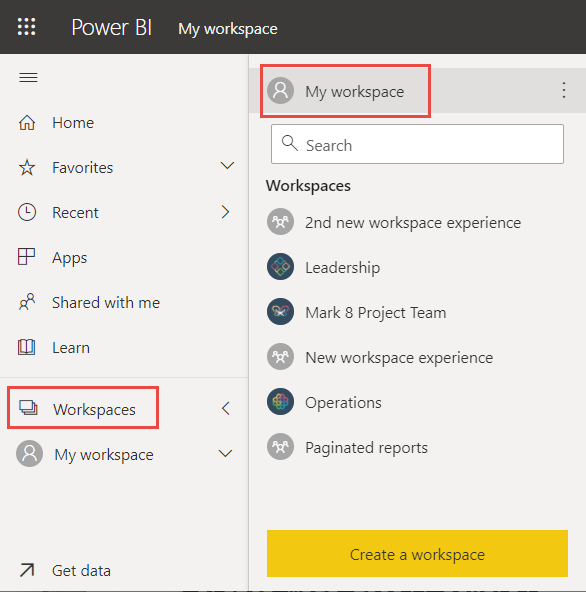 Power BI My workspace
Home
Favorites
Recent
Apps
Shared with me
Learn
Workspaces
My workspace
Get data
My workspace
Search
Workspaces
2nd new workspace experience
Leadership
Mark 8 Project Team
New workspace experience
Operations
Paginated reports
Create a workspace